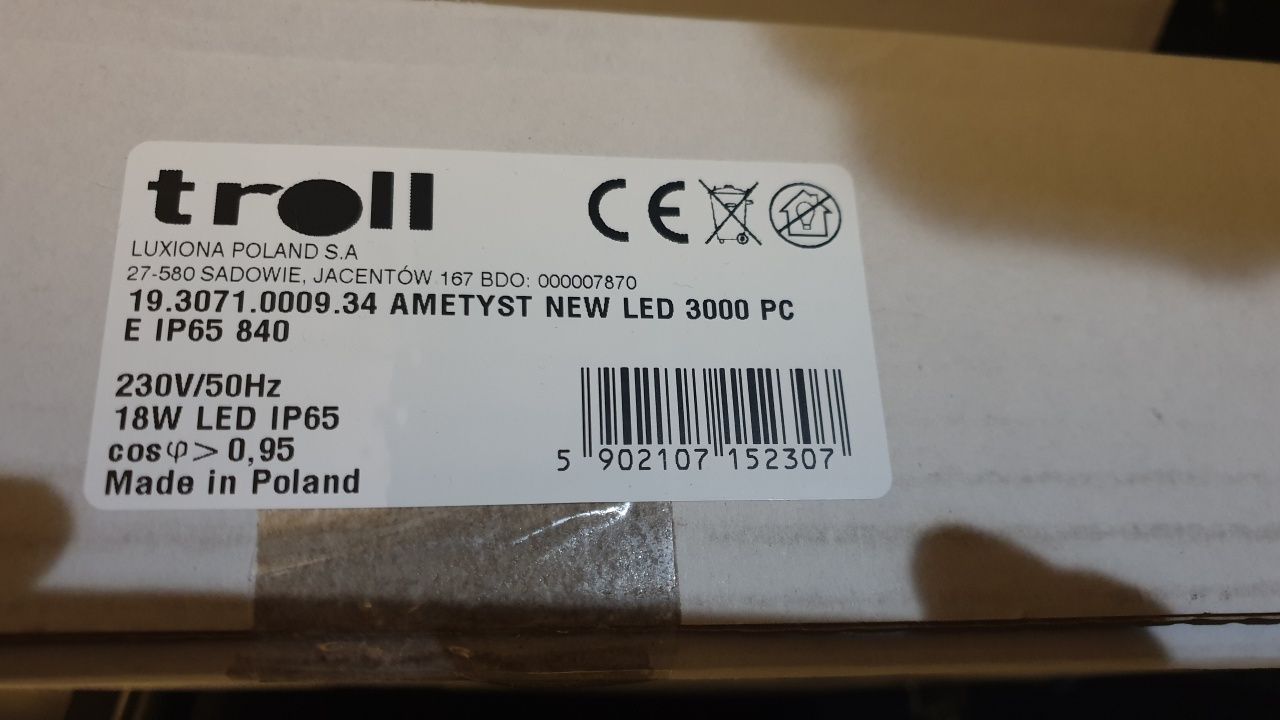 troll
CE
LUXIONA POLAND S.A
27-580 SADOWIE, JACENTÓW 167 BDO: 000007870
19.3071.0009.34 AMETYST NEW LED 3000 PC
E IP65 840
230V/50Hz
18W LED IP65
cosφ> 0,95
Made in Poland
5 902107 152307